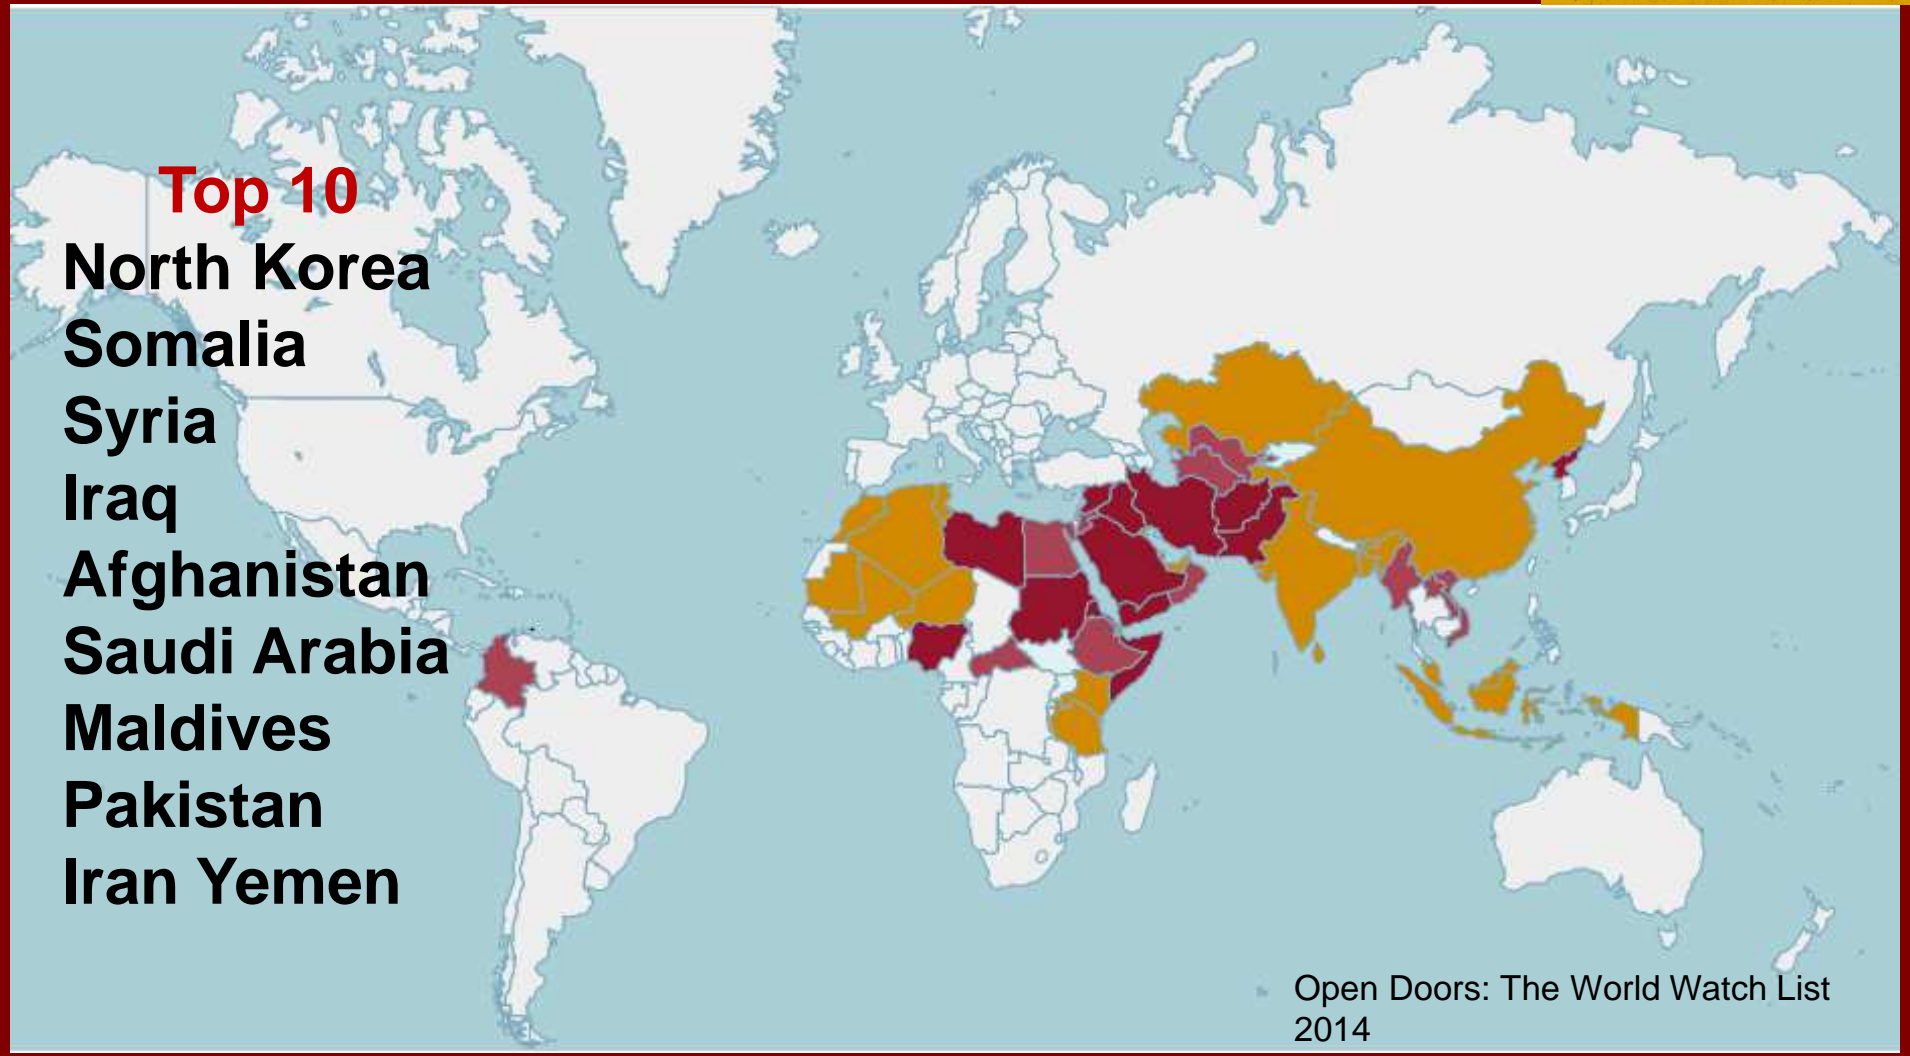 Top 10
North Korea
Somalia
Syria
Iraq
Afghanistan
Saudi Arabia
Maldives
Pakistan
Iran Yemen
Open Doors: The World Watch List
2014